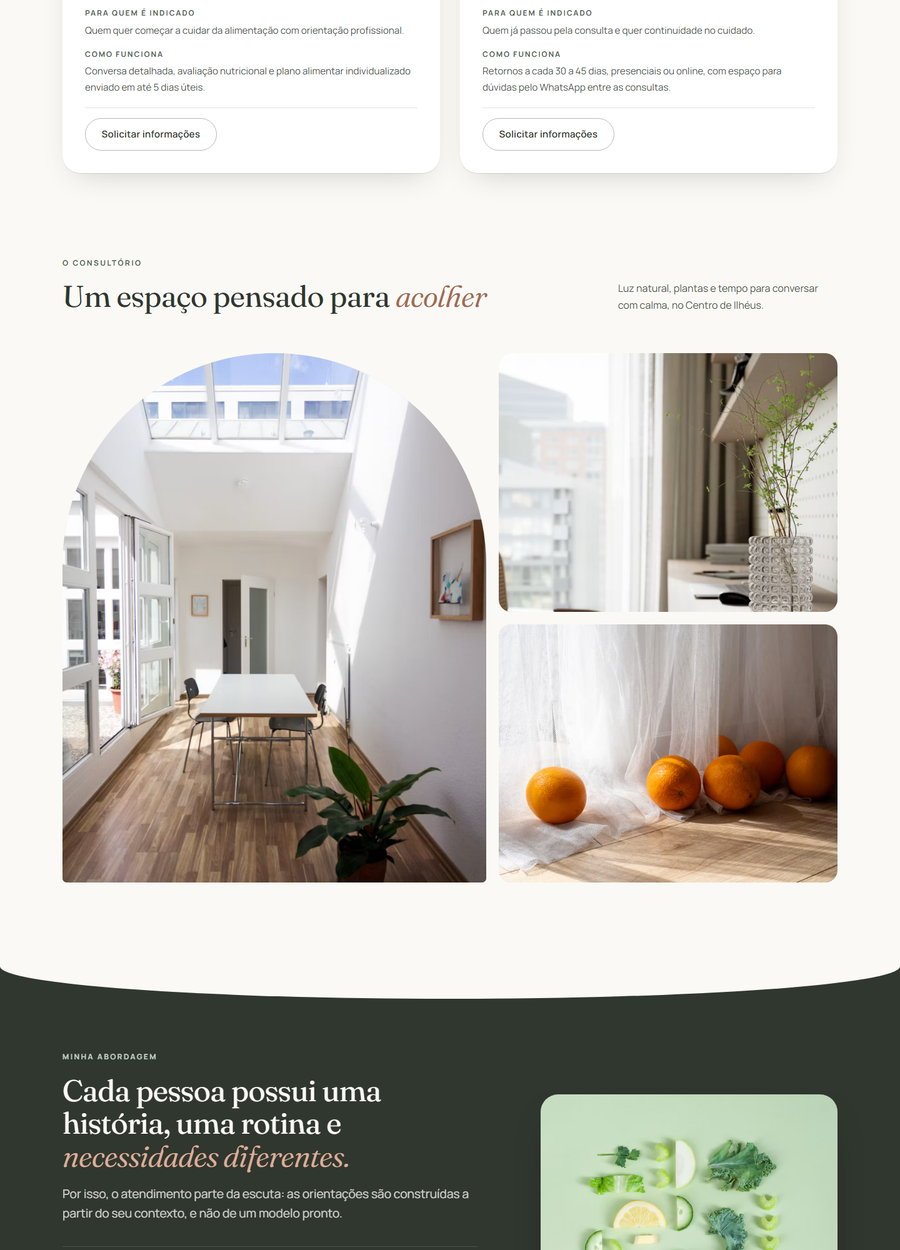 PARA QUEM É INDICADO
Quem quer começar a cuidar da alimentação com orientação profissional.
COMO FUNCIONA
Conversa detalhada, avaliação nutricional e plano alimentar individualizado
enviado em até 5 dias úteis.
Solicitar informações
PARA QUEM É INDICADO
Quem já passou pela consulta e quer continuidade no cuidado.
COMO FUNCIONA
Retornos a cada 30 a 45 dias, presenciais ou online, com espaço para
dúvidas pelo WhatsApp entre as consultas.
Solicitar informações
O CONSULTÓRIO
Um espaço pensado para acolher
Luz natural, plantas e tempo para conversar
com calma, no Centro de Ilhéus.
MINHA ABORDAGEM
Cada pessoa possui uma
história, uma rotina e
necessidades diferentes.
Por isso, o atendimento parte da escuta: as orientações são construídas a
partir do seu contexto, e não de um modelo pronto.